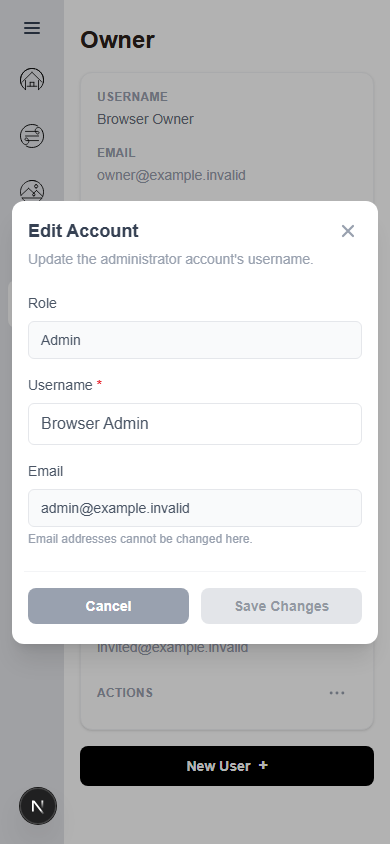 Owner
USERNAME
Browser Owner
EMAIL
owner@example.invalid
Edit Account
Update the administrator account's username.
Role
Admin
Username *
Browser Admin
Email
admin@example.invalid
Email addresses cannot be changed here.
Cancel
Save Changes
invited@example.invalid
ACTIONS
New User +
N